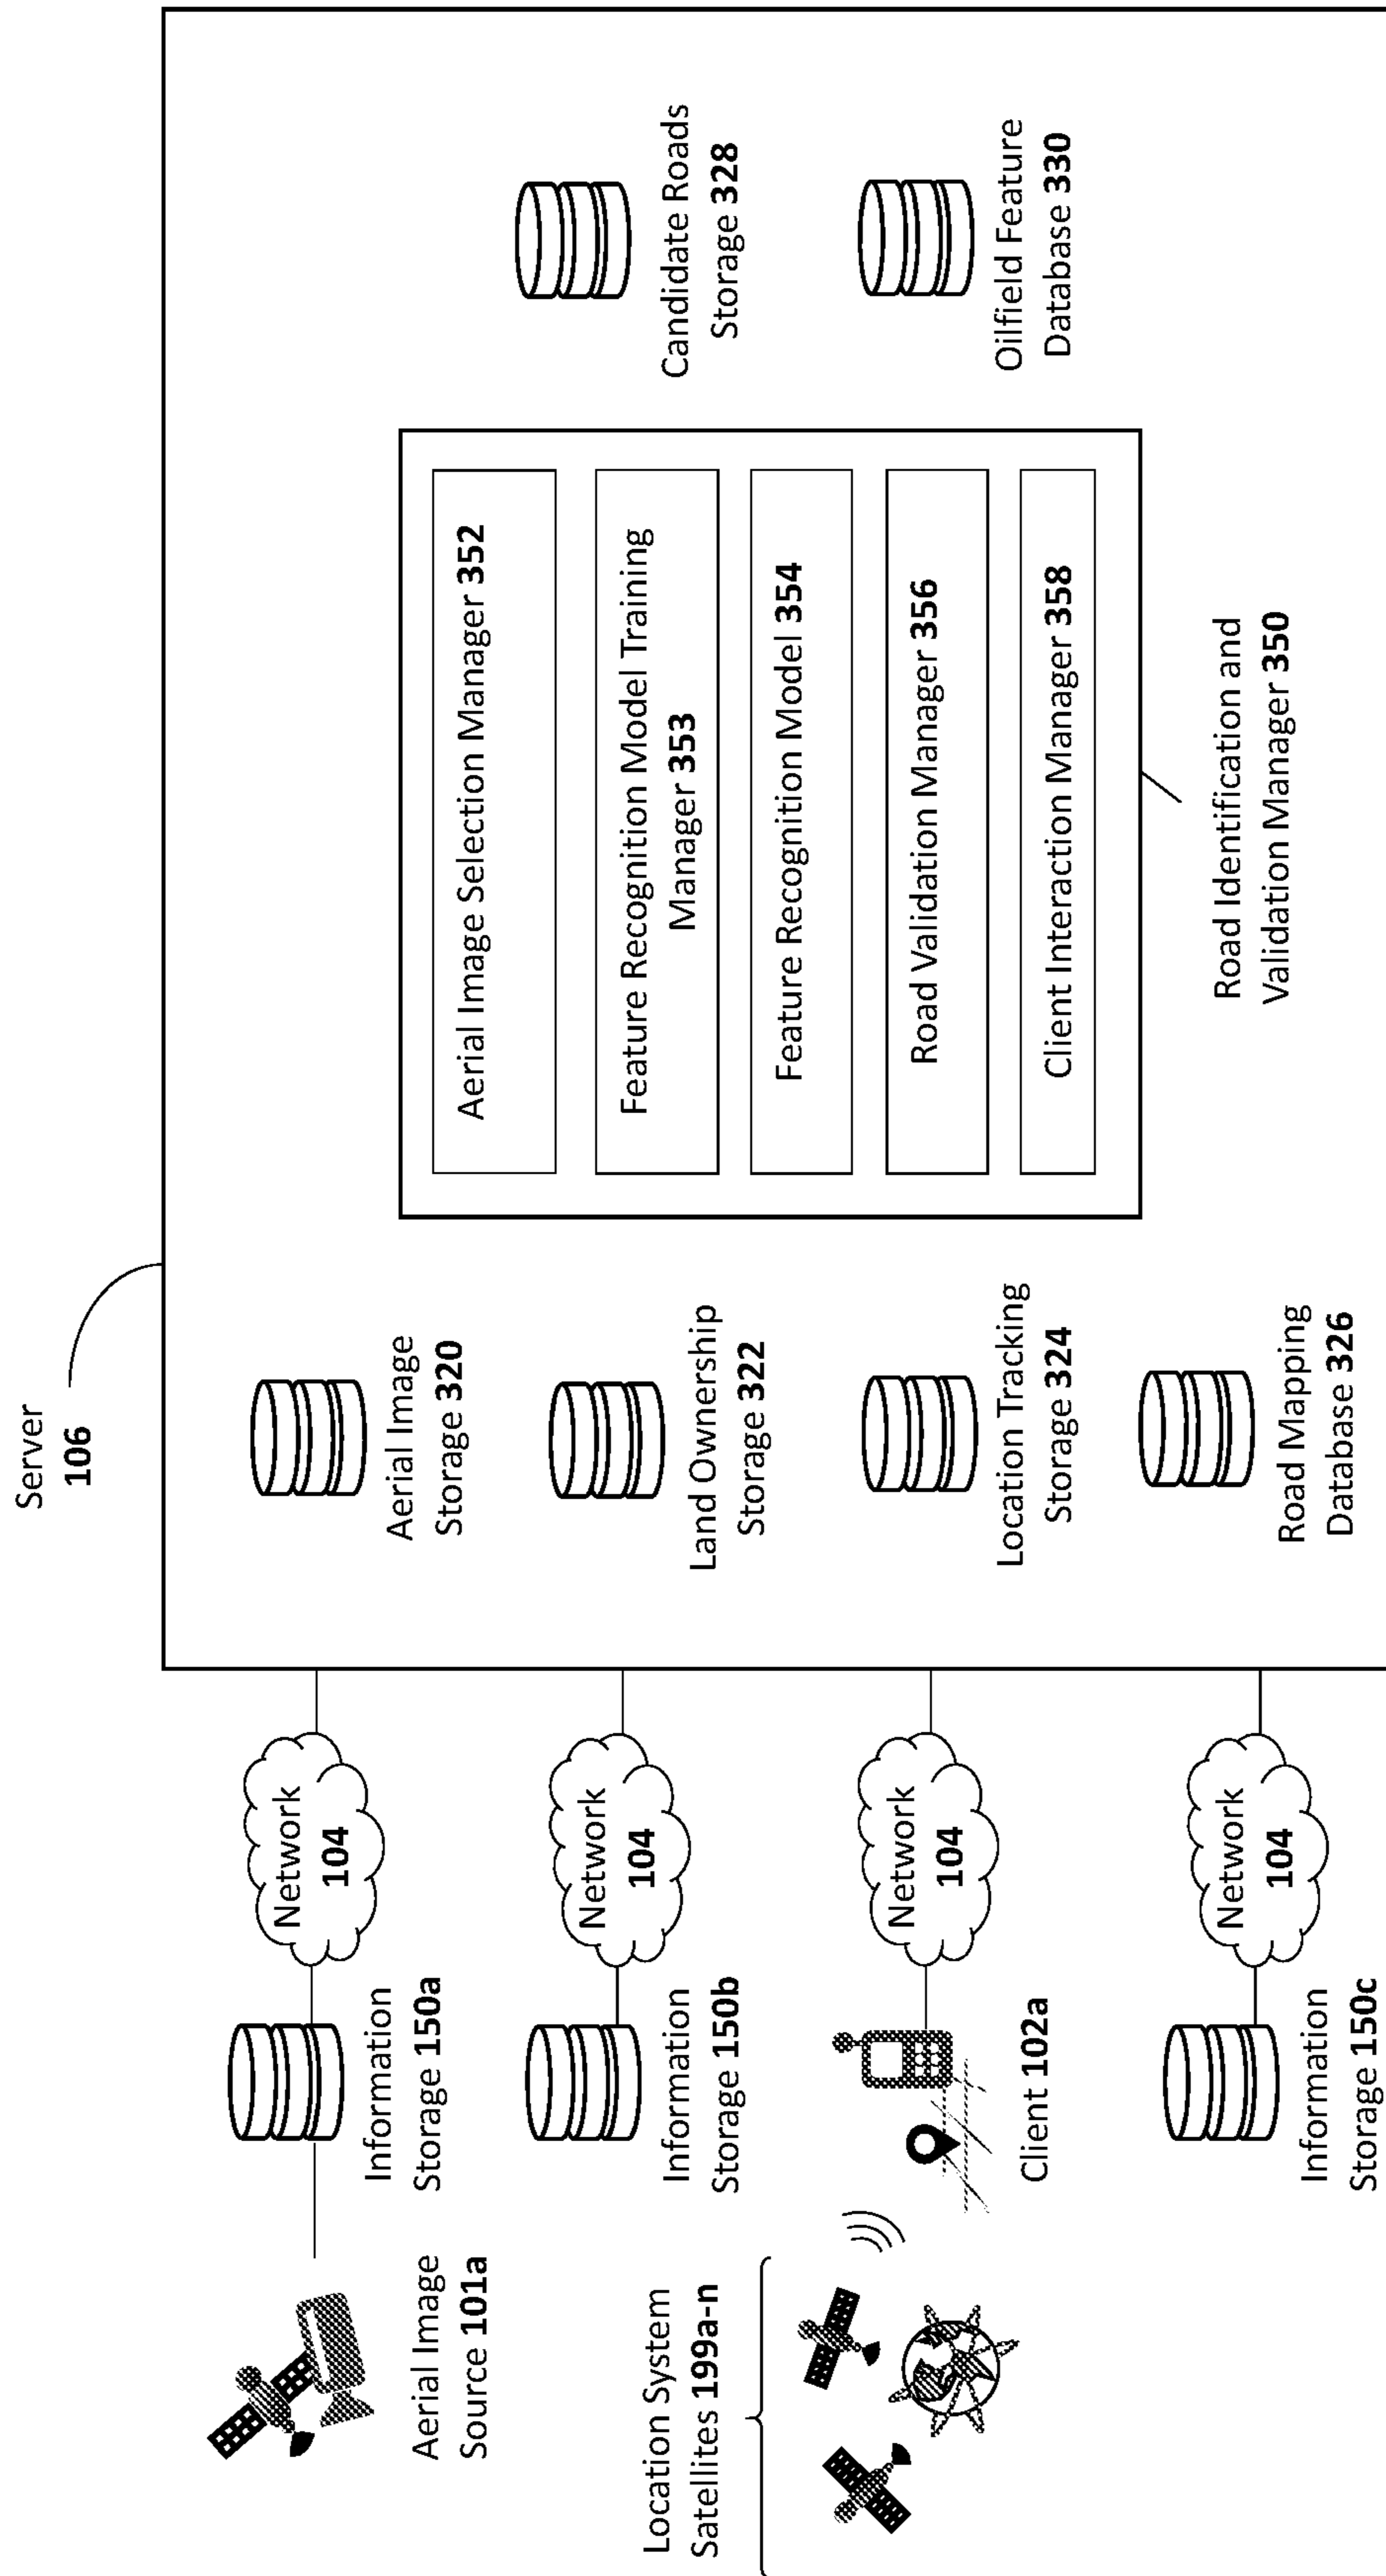 Server
106
Aerial Image
Source 101a
Information
Storage 150a
Network
104
Aerial Image
Storage 320
Location System
Satellites 199a-n
Information
Storage 150b
Network
104
Land Ownership
Storage 322
Client 102a
Network
104
Location Tracking
Storage 324
Information
Storage 150c
Network
104
Road Mapping
Database 326
Aerial Image Selection Manager 352
Feature Recognition Model Training
Manager 353
Feature Recognition Model 354
Road Validation Manager 356
Client Interaction Manager 358
Road Identification and
Validation Manager 350
Candidate Roads
Storage 328
Oilfield Feature
Database 330